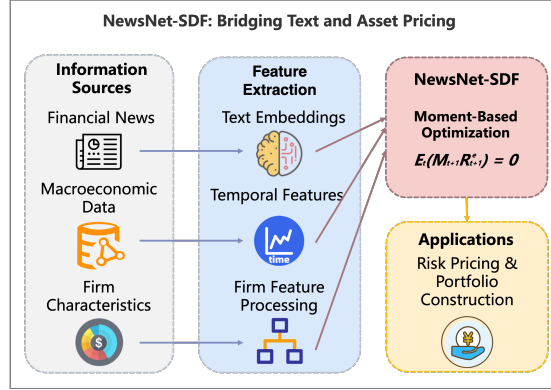 NewsNet-SDF: Bridging Text and Asset Pricing
Information
Sources
Financial News
Macroeconomic
Data
Firm
Characteristics
$
Feature
Extraction
Text Embeddings
Temporal Features
time
Firm Feature
Processing
NewsNet-SDF
Moment-Based
Optimization
Eₜ(Mₜ₊₁Rᵉₜ₊₁) = 0
Applications
Risk Pricing &
Portfolio
Construction
¥